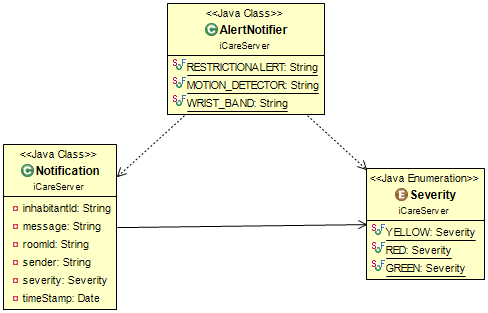 <<Java Class>>
AlertNotifier
iCareServer
RESTRICTIONALERT: String
MOTION_DETECTOR: String
WRIST_BAND: String
<<Java Class>>
Notification
iCareServer
inhabitantId: String
message: String
roomId: String
sender: String
severity: Severity
timeStamp: Date
<<Java Enumeration>>
Severity
iCareServer
YELLOW: Severity
RED: Severity
GREEN: Severity